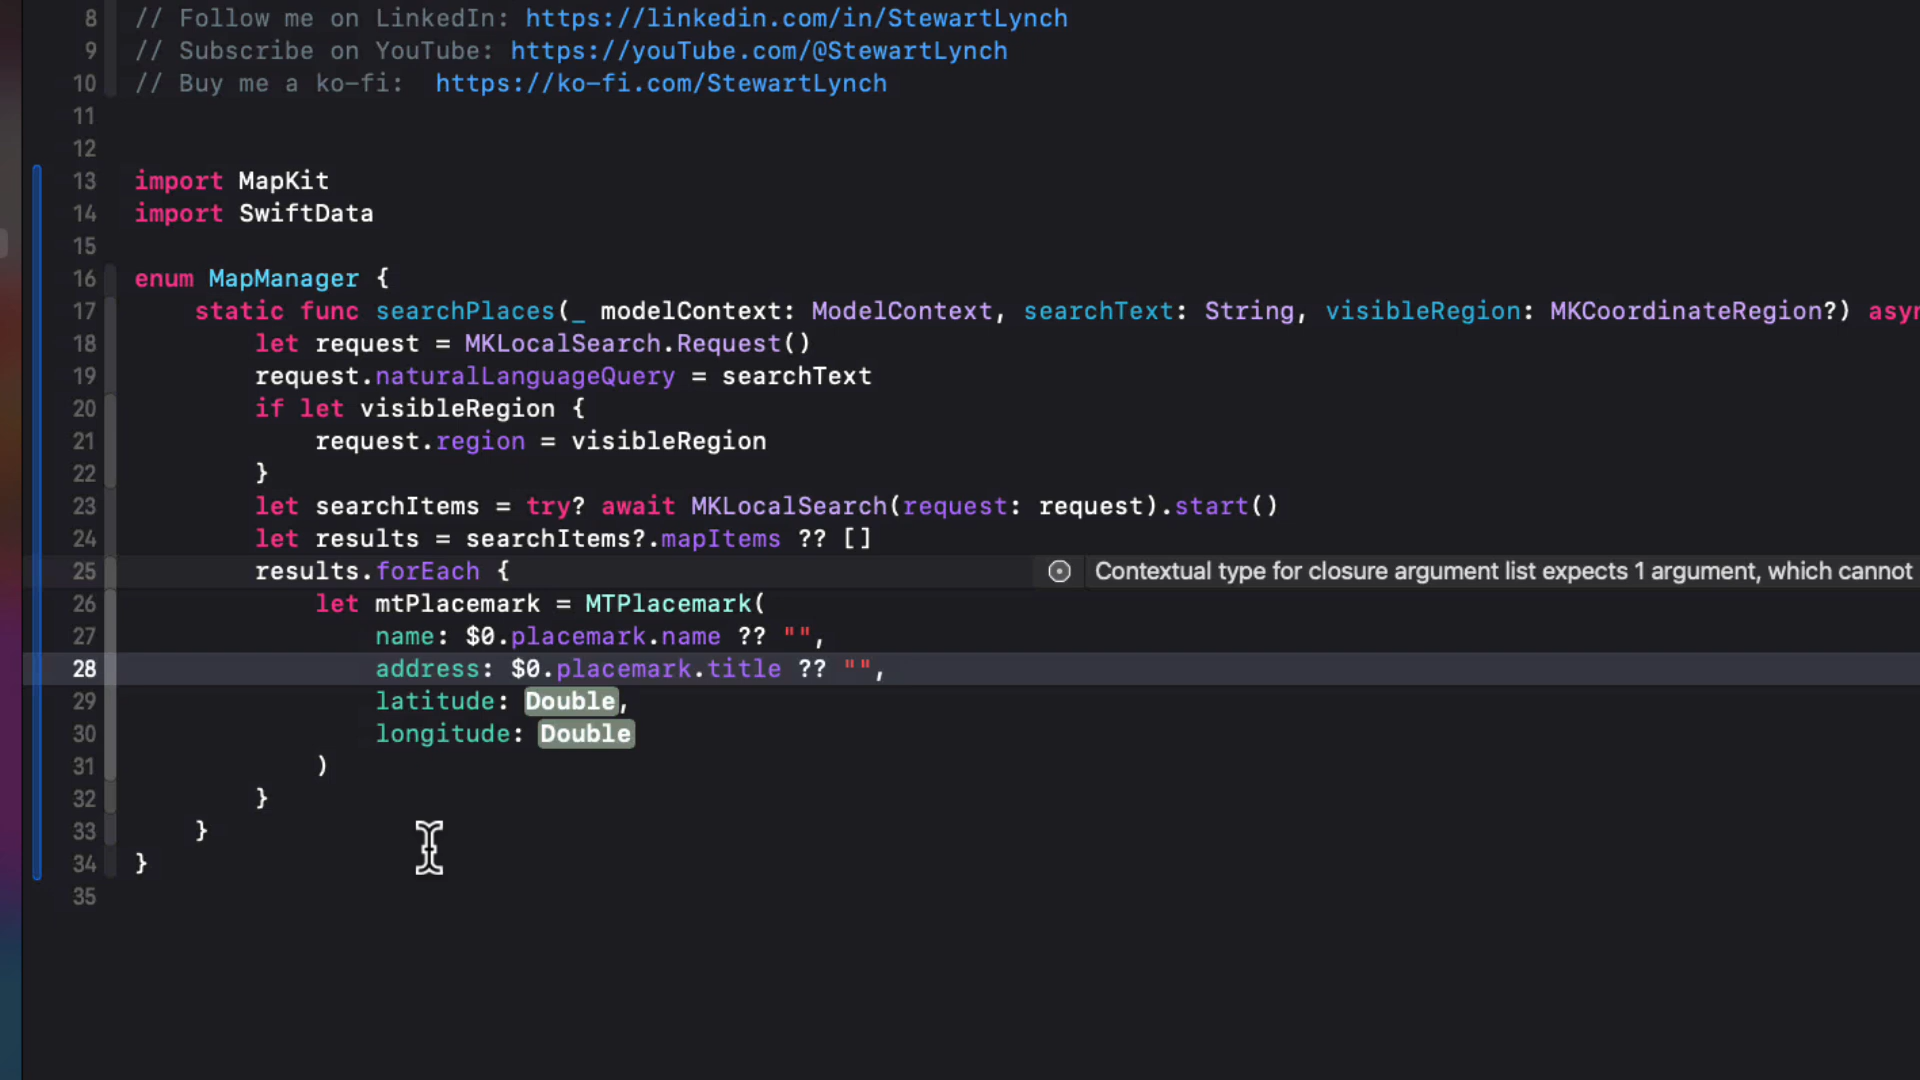 8 // Follow me on LinkedIn: https://linkedin.com/in/StewartLynch
9 // Subscribe on YouTube: https://youTube.com/@StewartLynch
10 // Buy me a ko-fi:  https://ko-fi.com/StewartLynch
11
12
13 import MapKit
14 import SwiftData
15
16 enum MapManager {
17     static func searchPlaces(_ modelContext: ModelContext, searchText: String, visibleRegion: MKCoordinateRegion?) asyn
18         let request = MKLocalSearch.Request()
19         request.naturalLanguageQuery = searchText
20         if let visibleRegion {
21             request.region = visibleRegion
22         }
23         let searchItems = try? await MKLocalSearch(request: request).start()
24         let results = searchItems?.mapItems ?? []
25         results.forEach { Contextual type for closure argument list expects 1 argument, which cannot
26             let mtPlacemark = MTPlacemark(
27                 name: $0.placemark.name ?? "",
28                 address: $0.placemark.title ?? "",
29                 latitude: Double,
30                 longitude: Double
31             )
32         }
33     }
34 }
35